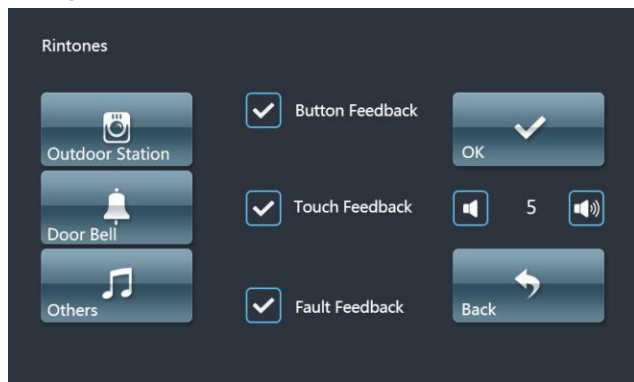 Rintones
Outdoor Station
Button Feedback
OK
Door Bell
Touch Feedback
5
Others
Fault Feedback
Back